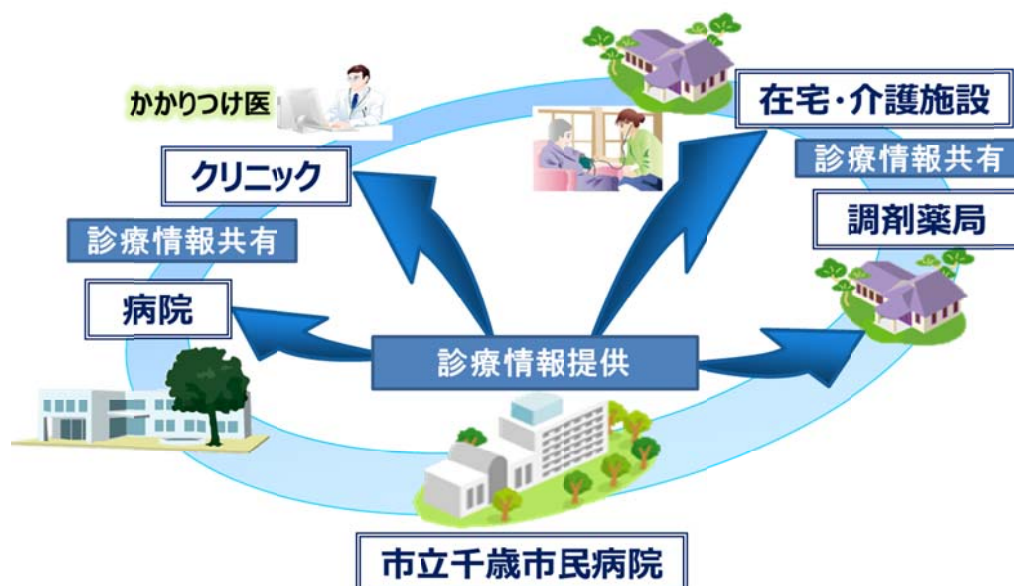 かかりつけ医
在宅・介護施設
クリニック
診療情報共有
診療情報共有
調剤薬局
病院
診療情報提供
市立千歳市民病院